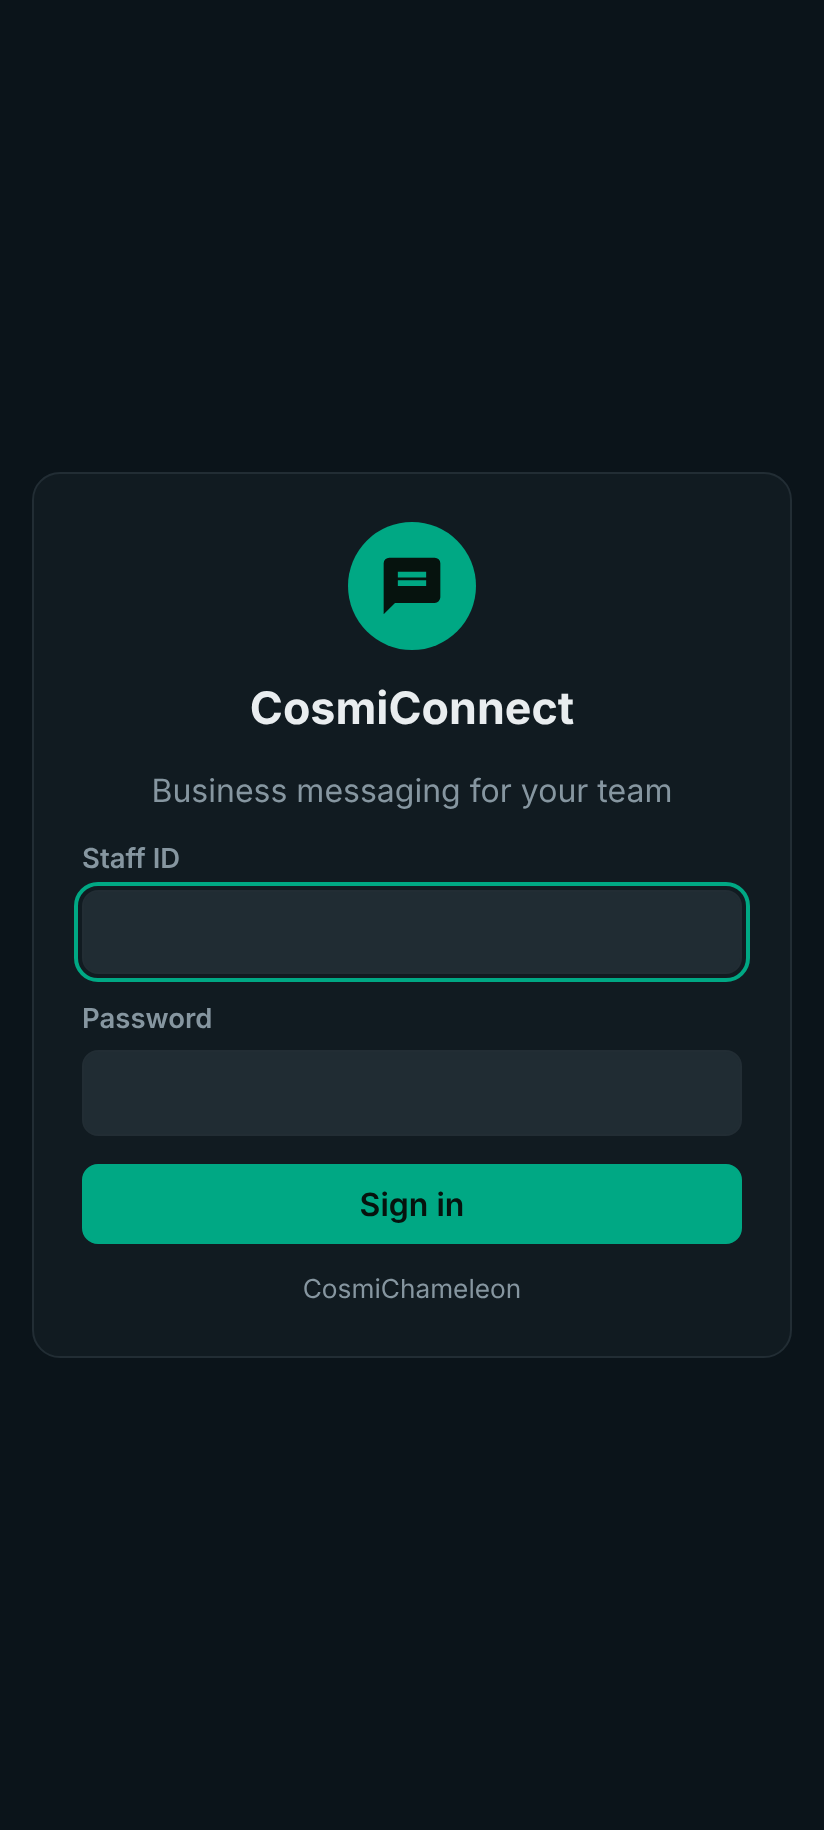 CosmiConnect
Business messaging for your team
Staff ID
Password
Sign in
CosmiChameleon